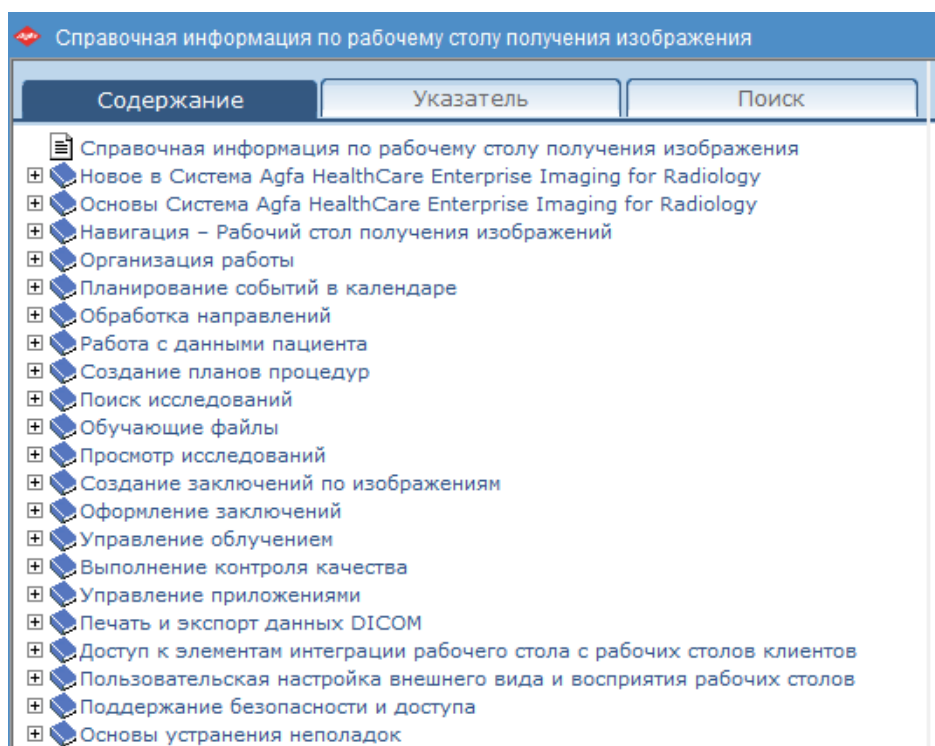 Справочная информация по рабочему столу получения изображения
Содержание Указатель Поиск
Справочная информация по рабочему столу получения изображения
Новое в Система Agfa HealthCare Enterprise Imaging for Radiology
Основы Система Agfa HealthCare Enterprise Imaging for Radiology
Навигация – Рабочий стол получения изображений
Организация работы
Планирование событий в календаре
Обработка направлений
Работа с данными пациента
Создание планов процедур
Поиск исследований
Обучающие файлы
Просмотр исследований
Создание заключений по изображениям
Оформление заключений
Управление облучением
Выполнение контроля качества
Управление приложениями
Печать и экспорт данных DICOM
Доступ к элементам интеграции рабочего стола с рабочих столов клиентов
Пользовательская настройка внешнего вида и восприятия рабочих столов
Поддержание безопасности и доступа
Основы устранения неполадок